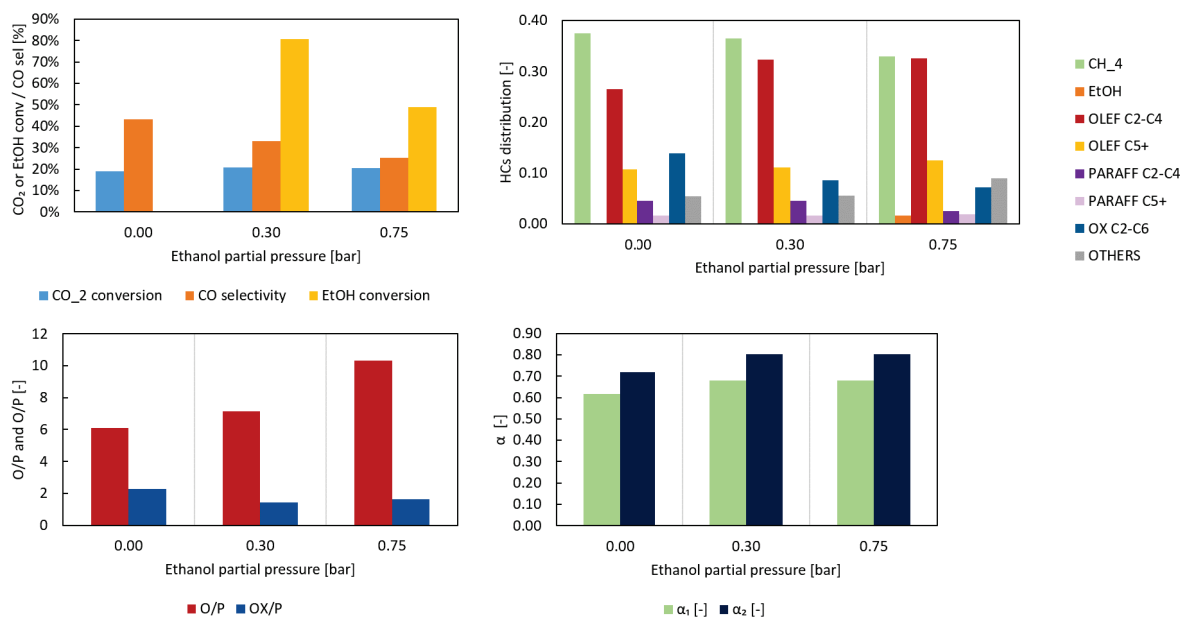 CO₂ or EtOH conv / CO sel [%]
90%
80%
70%
60%
50%
40%
30%
20%
10%
0%
0.00 0.30 0.75
Ethanol partial pressure [bar]
CO_2 conversion CO selectivity EtOH conversion
HCs distribution [-]
0.40
0.30
0.20
0.10
0.00
0.00 0.30 0.75
Ethanol partial pressure [bar]
CH_4
EtOH
OLEF C2-C4
OLEF C5+
PARAFF C2-C4
PARAFF C5+
OX C2-C6
OTHERS
O/P and O/P [-]
12
10
8
6
4
2
0
0.00 0.30 0.75
Ethanol partial pressure [bar]
O/P OX/P
α [-]
0.90
0.80
0.70
0.60
0.50
0.40
0.30
0.20
0.10
0.00
0.00 0.30 0.75
Ethanol partial pressure [bar]
α₁ [-] α₂ [-]